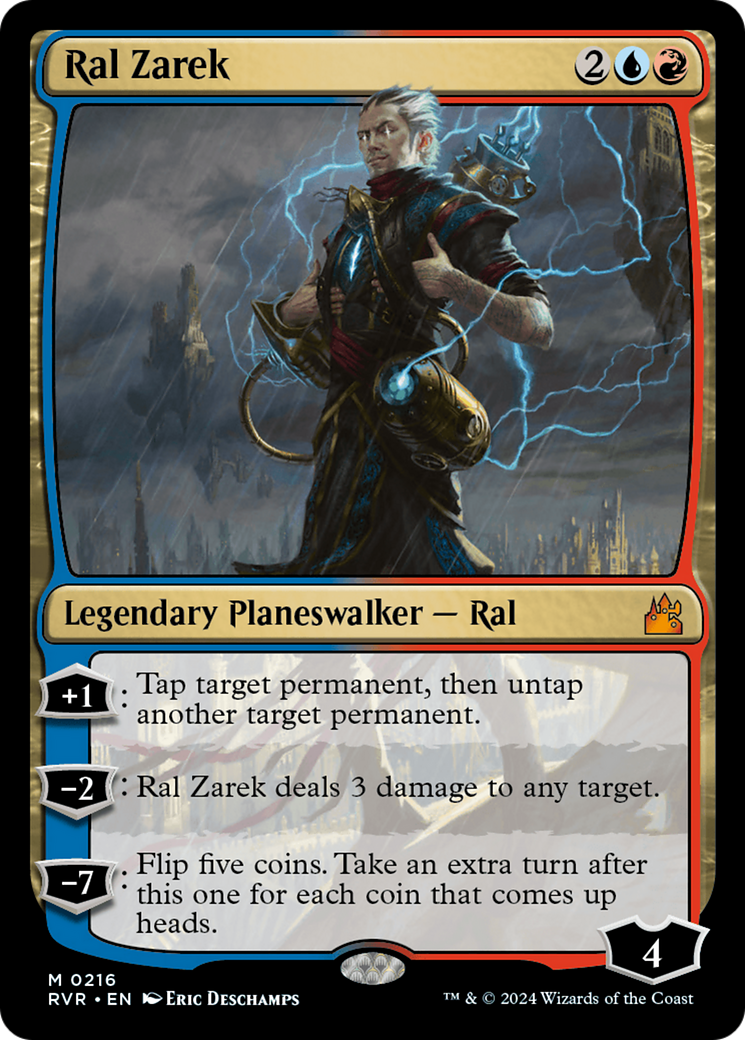 Ral Zarek 2
Legendary Planeswalker — Ral
+1: Tap target permanent, then untap
another target permanent.
−2: Ral Zarek deals 3 damage to any target.
−7: Flip five coins. Take an extra turn after
this one for each coin that comes up
heads.
4
M 0216
RVR • EN Eric Deschamps ™ & © 2024 Wizards of the Coast